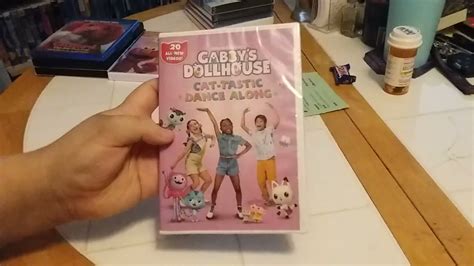 20
ALL-NEW
VIDEOS!
GABBY'S
DOLLHOUSE
CAT-TASTIC
DANCE ALONG